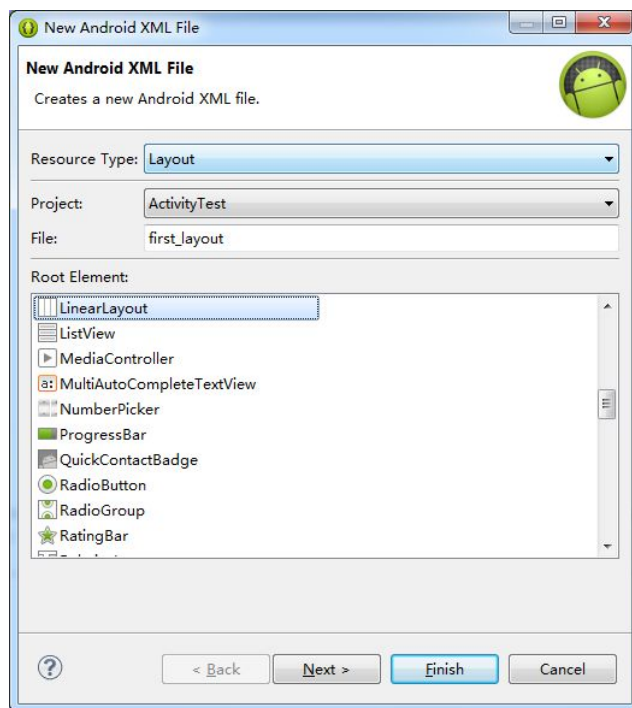 New Android XML File
New Android XML File
Creates a new Android XML file.
Resource Type: Layout
Project: ActivityTest
File: first_layout
Root Element:
LinearLayout
ListView
MediaController
a: MultiAutoCompleteTextView
NumberPicker
ProgressBar
QuickContactBadge
RadioButton
RadioGroup
RatingBar
? < Back Next > Finish Cancel